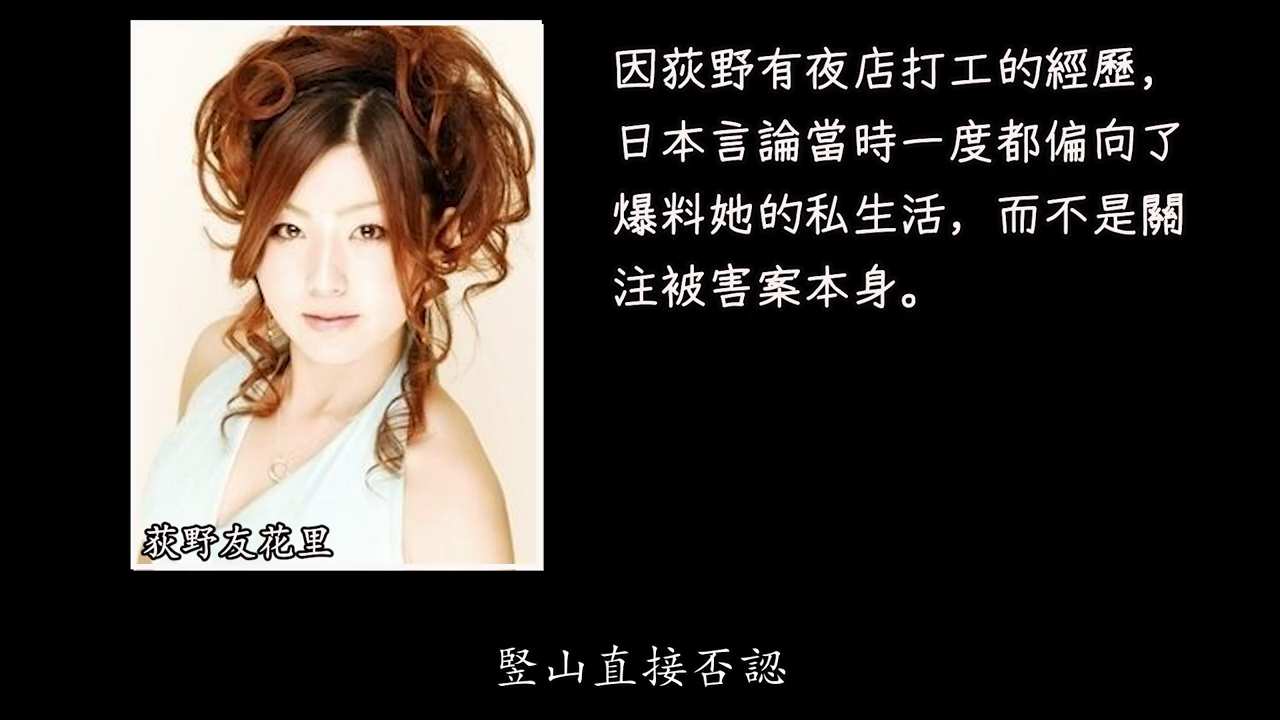 因荻野有夜店打工的經歷，
日本言論當時一度都偏向了
爆料她的私生活，而不是關
注被害案本身。
荻野友花里
竪山直接否認